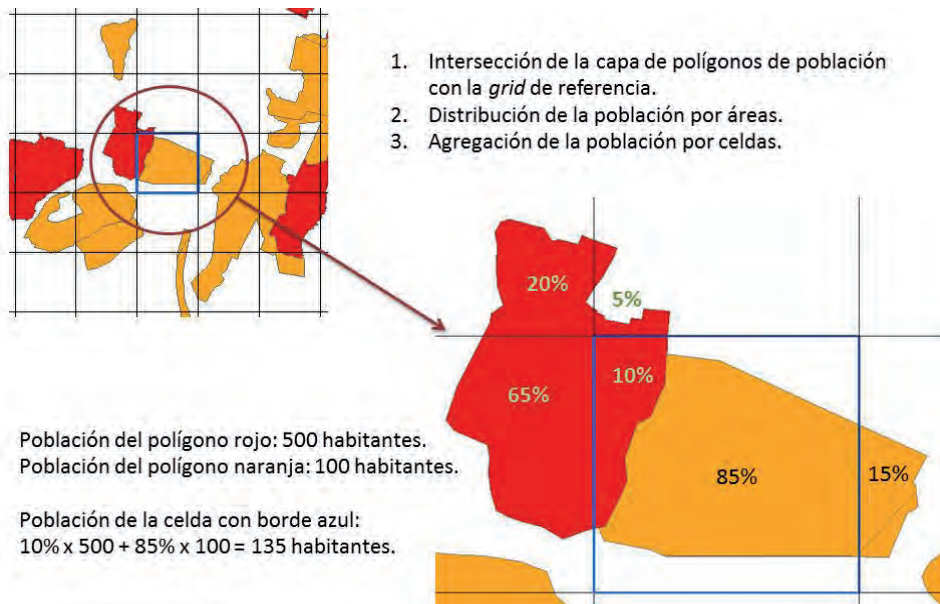 1. Intersección de la capa de polígonos de población
con la grid de referencia.
2. Distribución de la población por áreas.
3. Agregación de la población por celdas.
20%
5%
10%
65%
85%
15%
Población del polígono rojo: 500 habitantes.
Población del polígono naranja: 100 habitantes.
Población de la celda con borde azul:
10% x 500 + 85% x 100 = 135 habitantes.